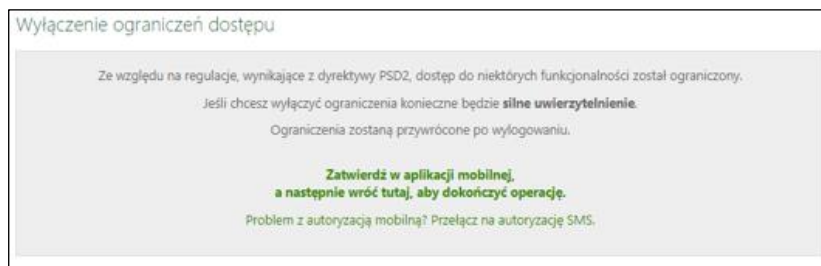 Wyłączenie ograniczeń dostępu
Ze względu na regulacje, wynikające z dyrektywy PSD2, dostęp do niektórych funkcjonalności został ograniczony.
Jeśli chcesz wyłączyć ograniczenia konieczne będzie silne uwierzytelnienie.
Ograniczenia zostaną przywrócone po wylogowaniu.
Zatwierdź w aplikacji mobilnej,
a następnie wróć tutaj, aby dokończyć operację.
Problem z autoryzacją mobilną? Przełącz na autoryzację SMS.